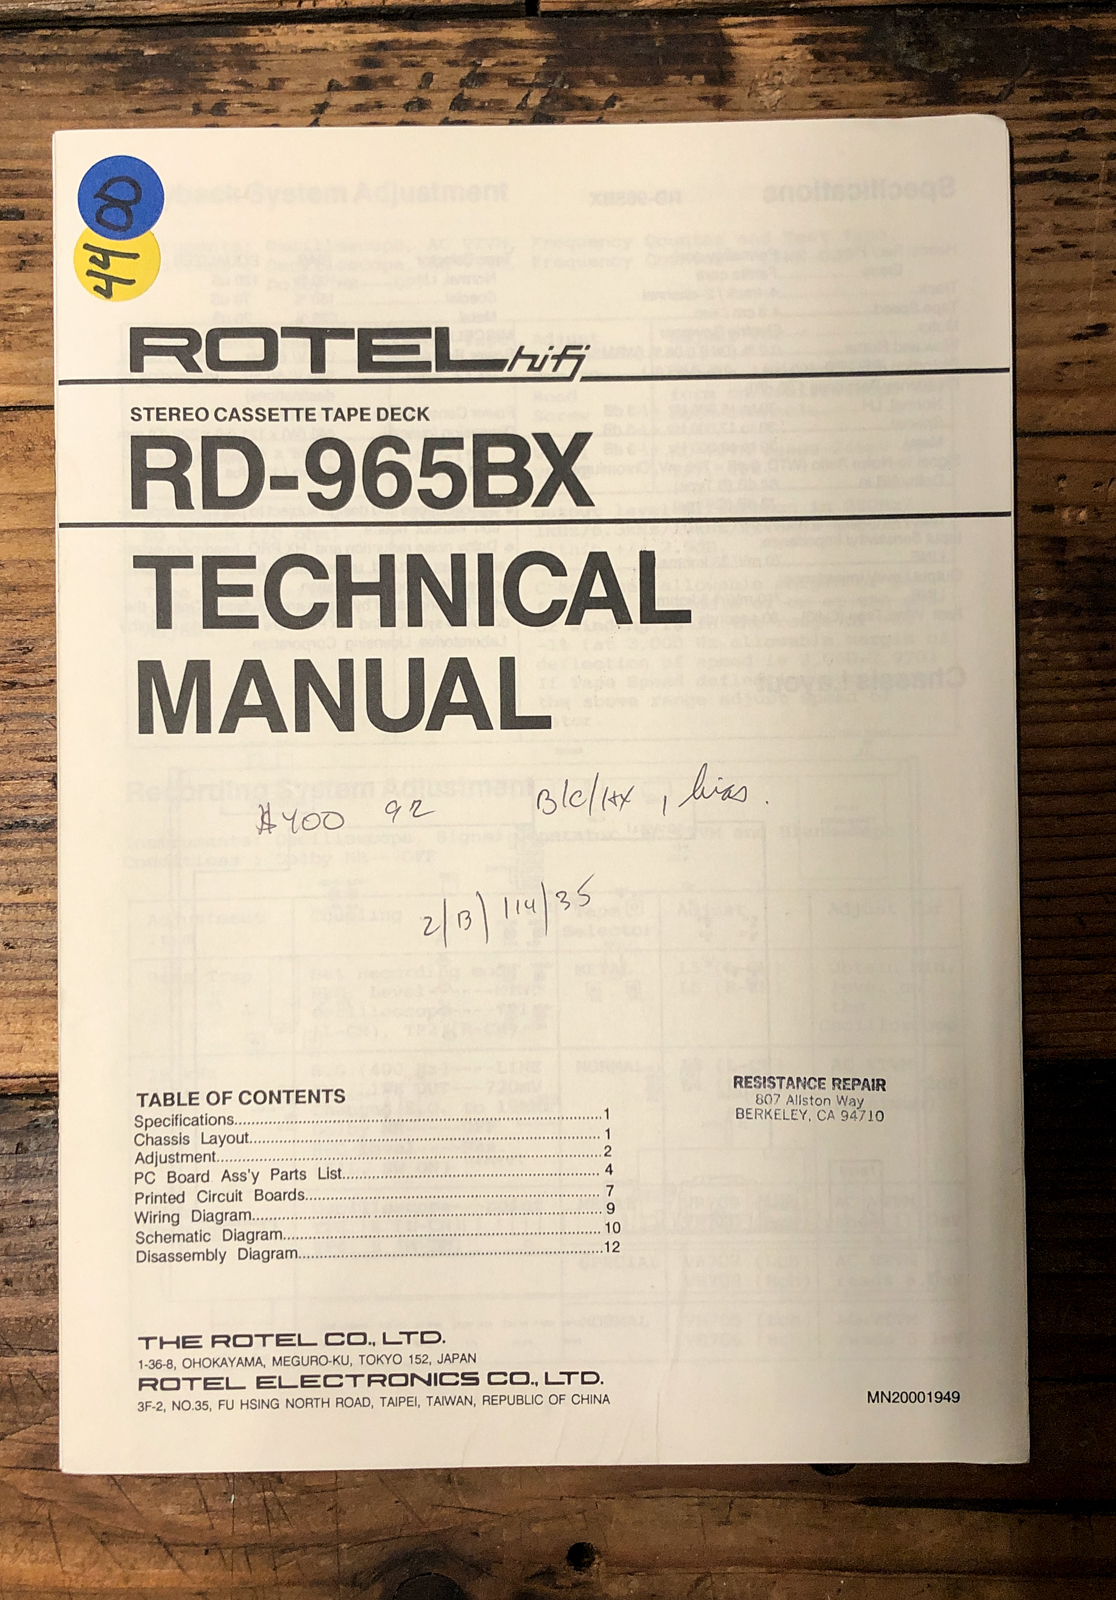 00
44
ROTEL hifi
STEREO CASSETTE TAPE DECK
RD-965BX
TECHNICAL
MANUAL
$400 92 B/C/HX, bias.
2/B/114/35
TABLE OF CONTENTS
Specifications....................1
Chassis Layout....................1
Adjustment....................2
PC Board Ass'y Parts List....................4
Printed Circuit Boards....................7
Wiring Diagram....................9
Schematic Diagram....................10
Disassembly Diagram....................12
RESISTANCE REPAIR
807 Allston Way
BERKELEY, CA 94710
THE ROTEL CO., LTD.
1-36-8, OHOKAYAMA, MEGURO-KU, TOKYO 152, JAPAN
ROTEL ELECTRONICS CO., LTD.
3F-2, NO.35, FU HSING NORTH ROAD, TAIPEI, TAIWAN, REPUBLIC OF CHINA
MN20001949